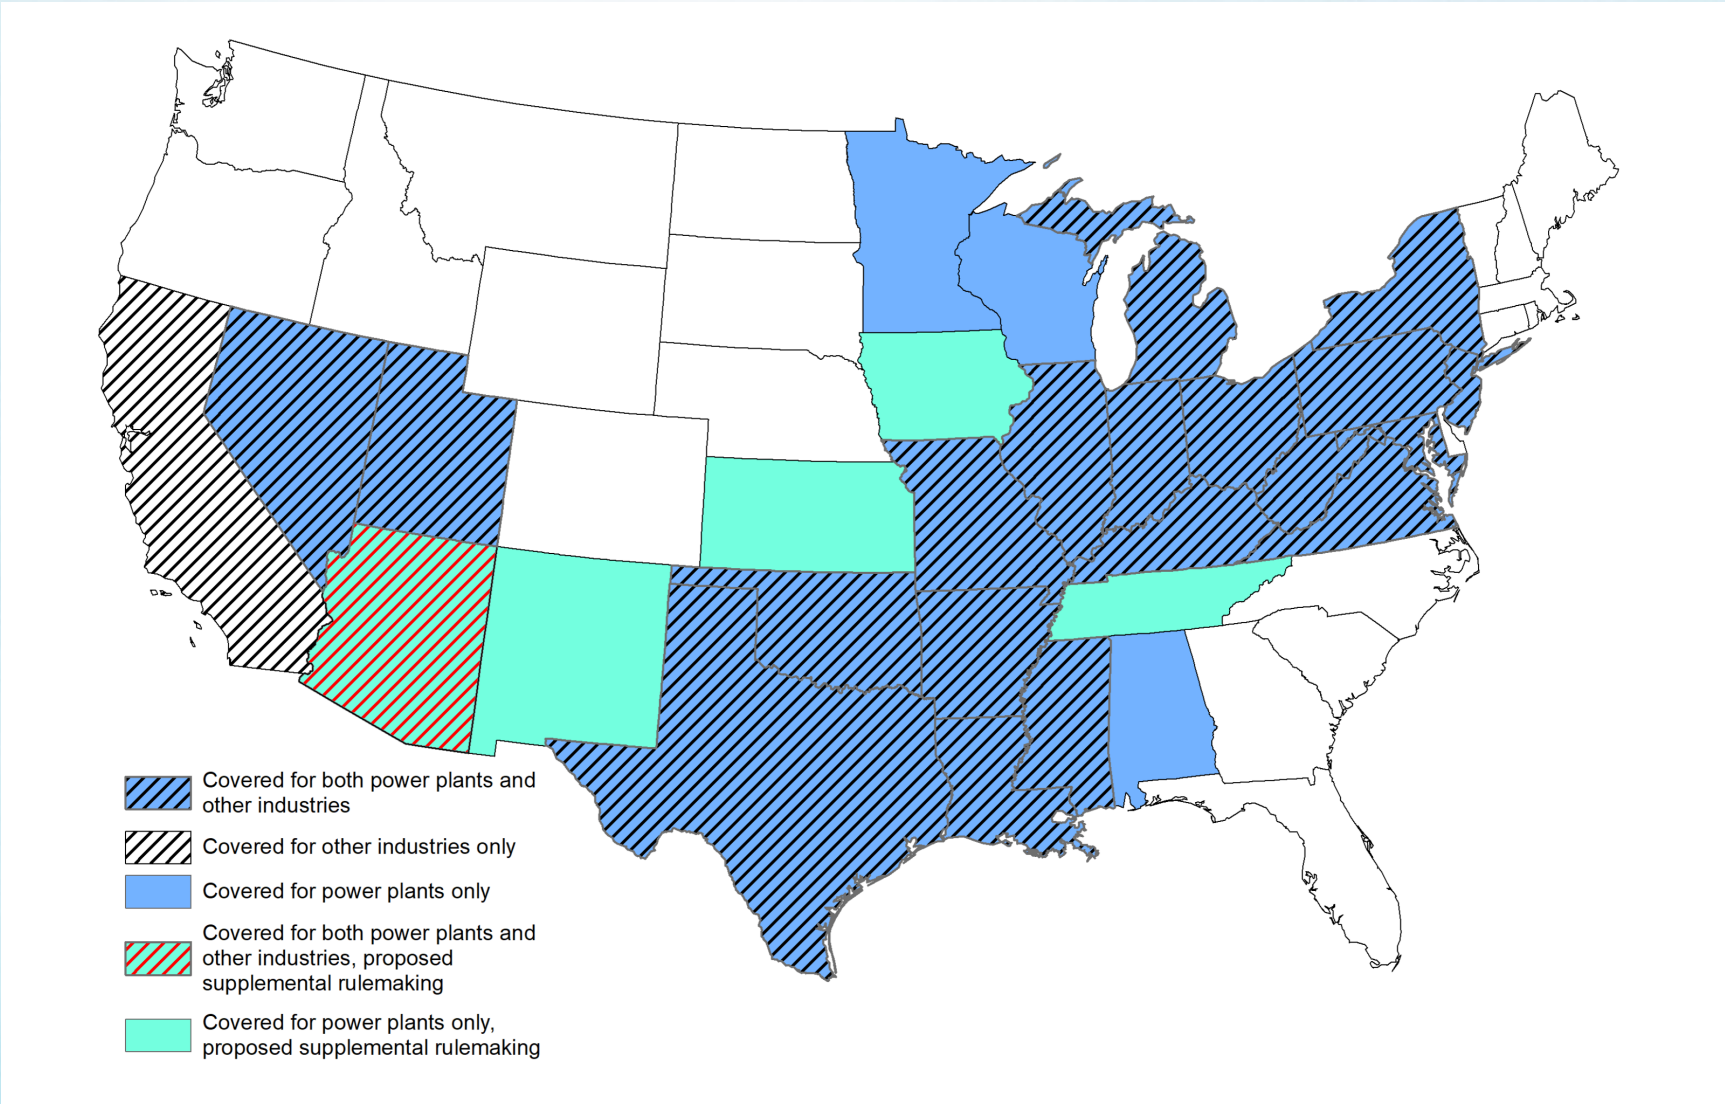 Covered for both power plants and
other industries
Covered for other industries only
Covered for power plants only
Covered for both power plants and
other industries, proposed
supplemental rulemaking
Covered for power plants only,
proposed supplemental rulemaking